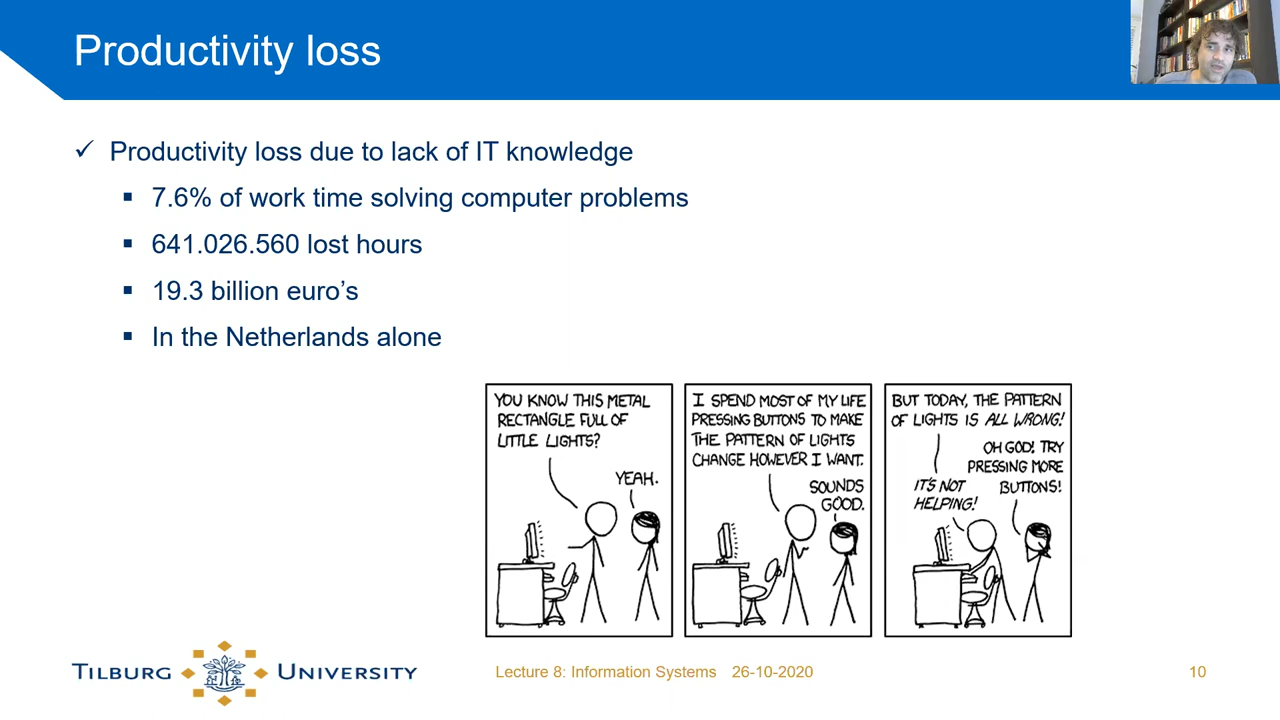 Productivity loss
Productivity loss due to lack of IT knowledge
7.6% of work time solving computer problems
641.026.560 lost hours
19.3 billion euro's
In the Netherlands alone
YOU KNOW THIS METAL
RECTANGLE FULL OF
LITTLE LIGHTS?
YEAH.
I SPEND MOST OF MY LIFE
PRESSING BUTTONS TO MAKE
THE PATTERN OF LIGHTS
CHANGE HOWEVER I WANT.
SOUNDS
GOOD.
BUT TODAY, THE PATTERN
OF LIGHTS IS ALL WRONG!
OH GOD! TRY
PRESSING MORE
BUTTONS!
IT'S NOT
HELPING!
TILBURG UNIVERSITY
Lecture 8: Information Systems 26-10-2020
10